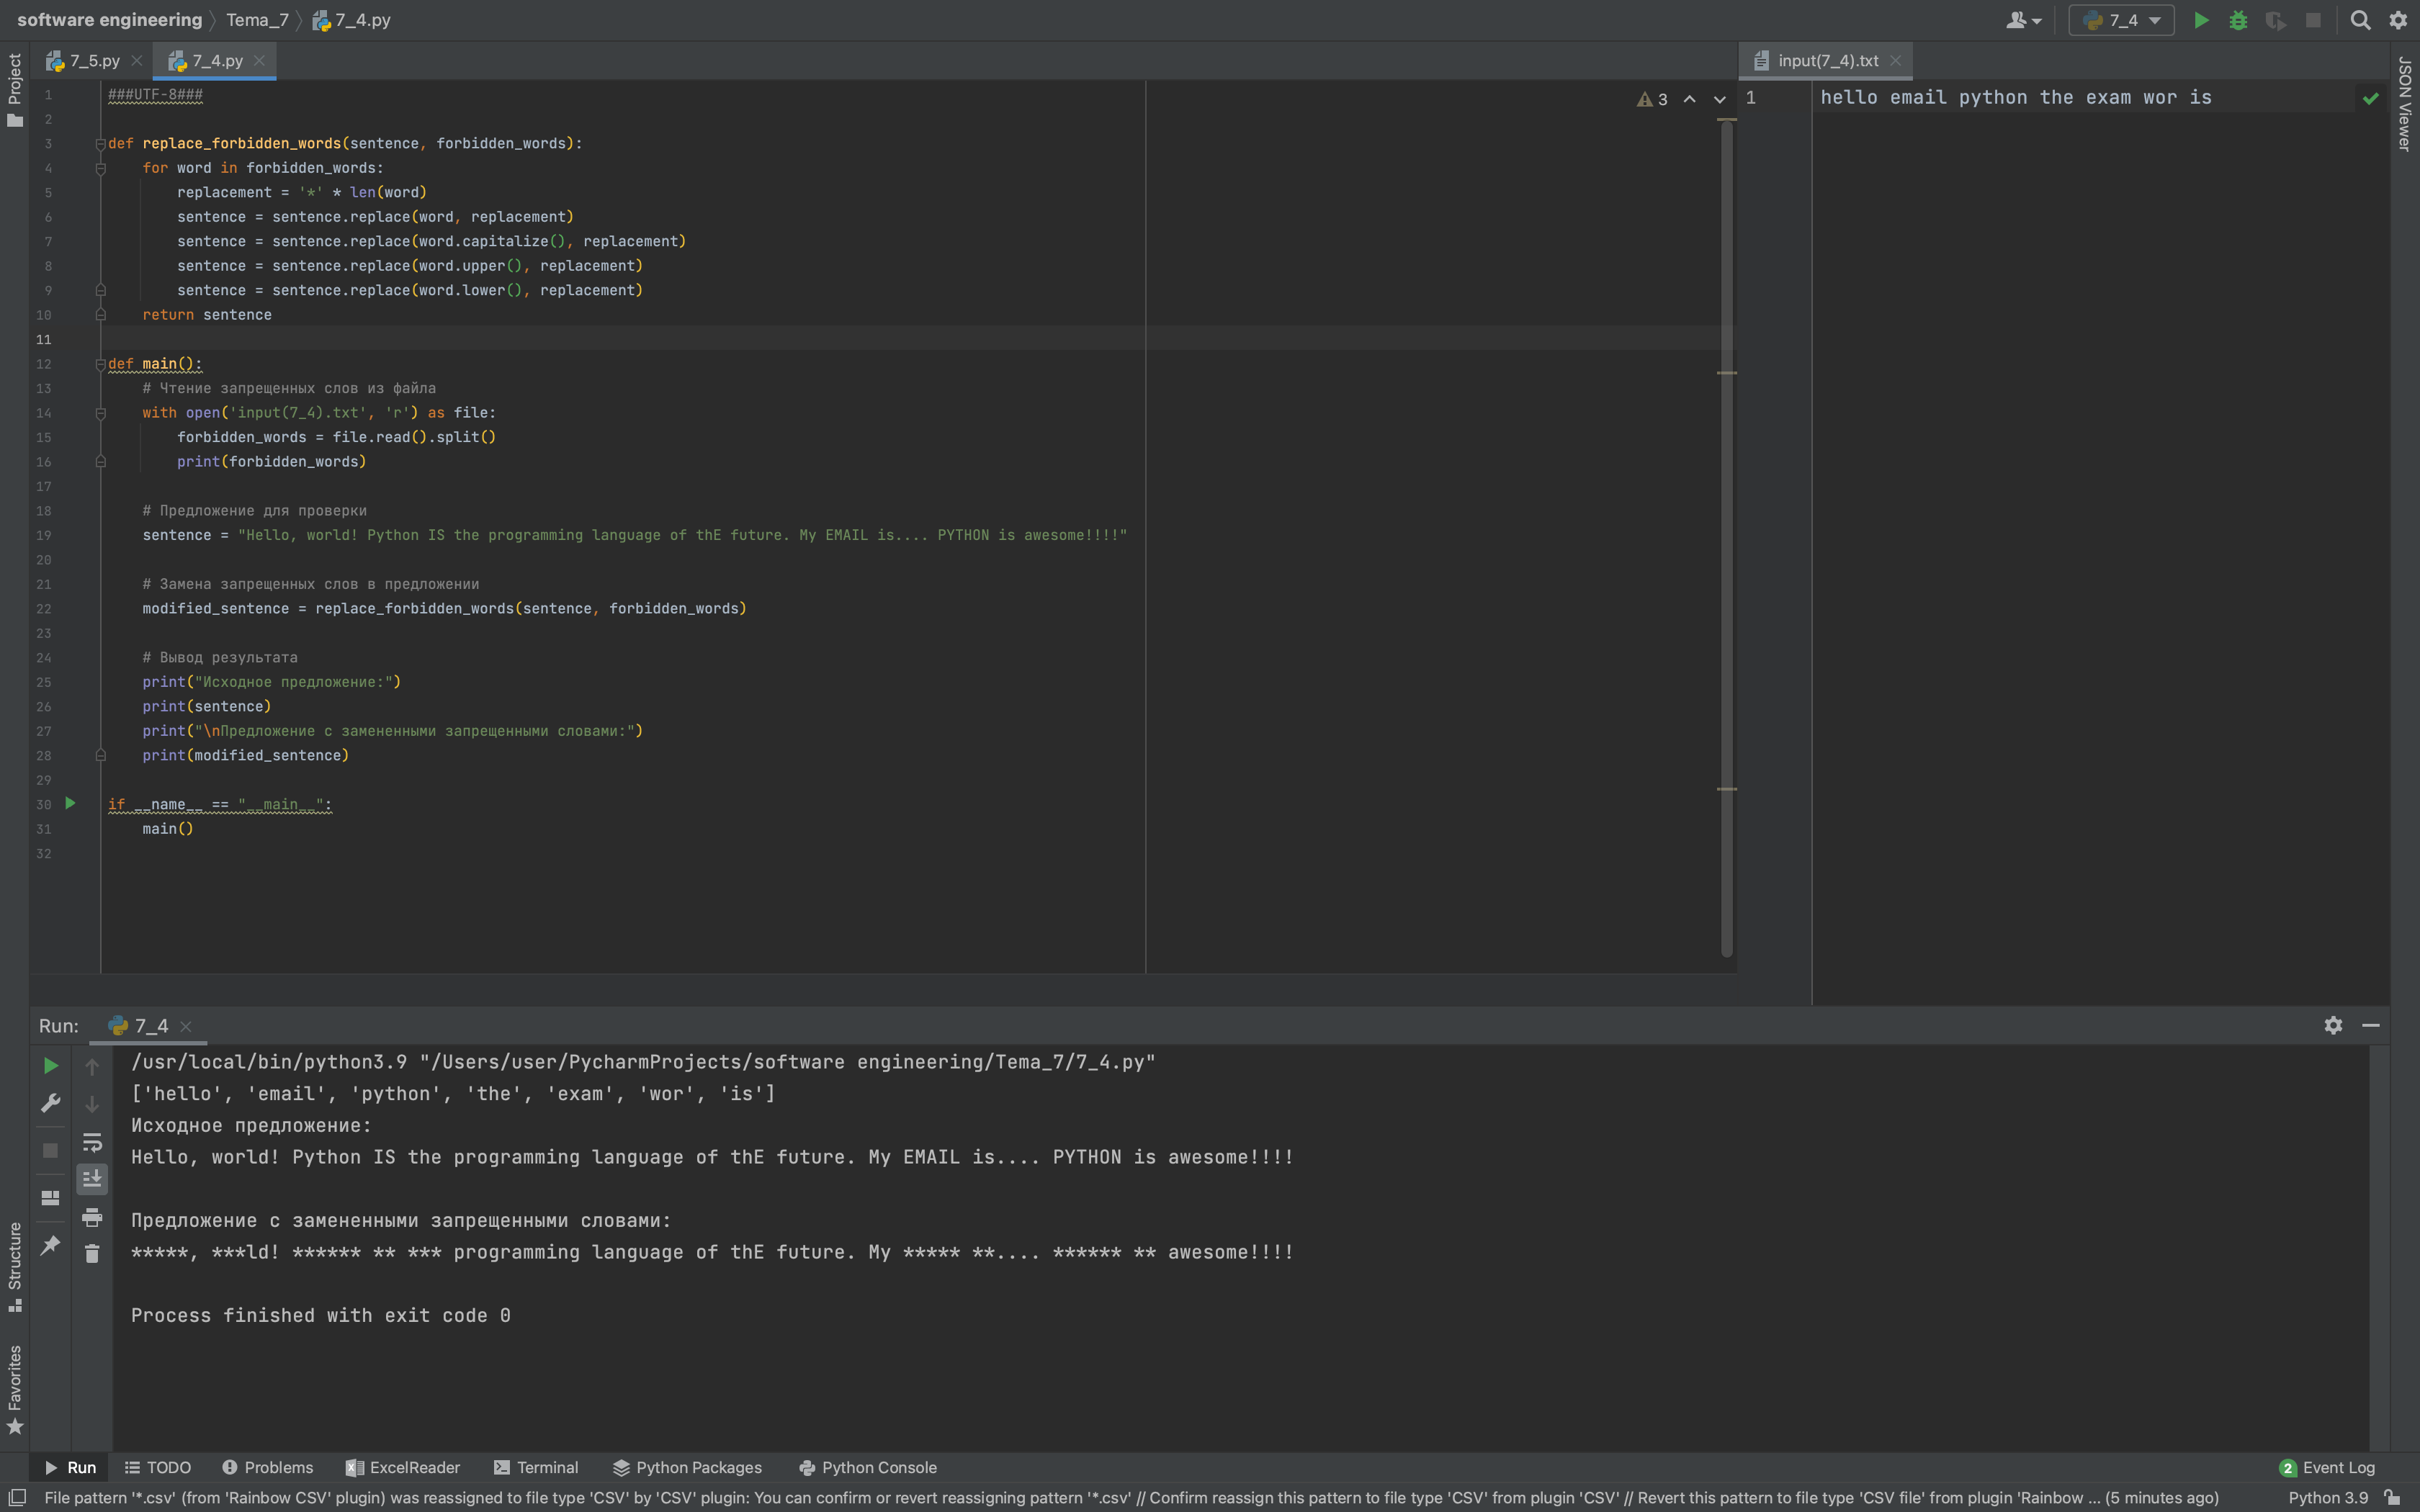 software engineering Tema_7 7_4.py 7_4
Project
7_5.py 7_4.py input(7_4).txt
JSON Viewer
1 ###UTF-8###
2
3 def replace_forbidden_words(sentence, forbidden_words):
4 for word in forbidden_words:
5 replacement = '*' * len(word)
6 sentence = sentence.replace(word, replacement)
7 sentence = sentence.replace(word.capitalize(), replacement)
8 sentence = sentence.replace(word.upper(), replacement)
9 sentence = sentence.replace(word.lower(), replacement)
10 return sentence
11
12 def main():
13 # Чтение запрещенных слов из файла
14 with open('input(7_4).txt', 'r') as file:
15 forbidden_words = file.read().split()
16 print(forbidden_words)
17
18 # Предложение для проверки
19 sentence = "Hello, world! Python IS the programming language of thE future. My EMAIL is.... PYTHON is awesome!!!!"
20
21 # Замена запрещенных слов в предложении
22 modified_sentence = replace_forbidden_words(sentence, forbidden_words)
23
24 # Вывод результата
25 print("Исходное предложение:")
26 print(sentence)
27 print("\nПредложение с замененными запрещенными словами:")
28 print(modified_sentence)
29
30 if __name__ == "__main__":
31 main()
32
3
1 hello email python the exam wor is
Run: 7_4
/usr/local/bin/python3.9 "/Users/user/PycharmProjects/software engineering/Tema_7/7_4.py"
['hello', 'email', 'python', 'the', 'exam', 'wor', 'is']
Исходное предложение:
Hello, world! Python IS the programming language of thE future. My EMAIL is.... PYTHON is awesome!!!!

Предложение с замененными запрещенными словами:
*****, ***ld! ****** ** *** programming language of thE future. My ***** **.... ****** ** awesome!!!!

Process finished with exit code 0
Structure
Favorites
Run TODO Problems ExcelReader Terminal Python Packages Python Console 2 Event Log
File pattern '*.csv' (from 'Rainbow CSV' plugin) was reassigned to file type 'CSV' by 'CSV' plugin: You can confirm or revert reassigning pattern '*.csv' // Confirm reassign this pattern to file type 'CSV' from plugin 'CSV' // Revert this pattern to file type 'CSV file' from plugin 'Rainbow ... (5 minutes ago) Python 3.9